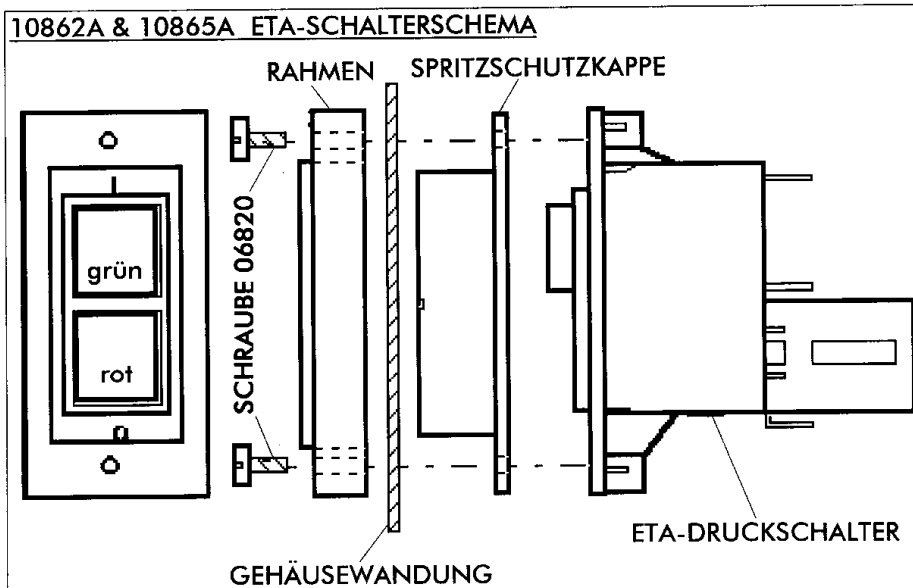 10862A & 10865A ETA-SCHALTERSCHEMA
RAHMEN
SPRITZSCHUTZKAPPE
grün
rot
SCHRAUBE 06820
ETA-DRUCKSCHALTER
GEHÄUSEWANDUNG